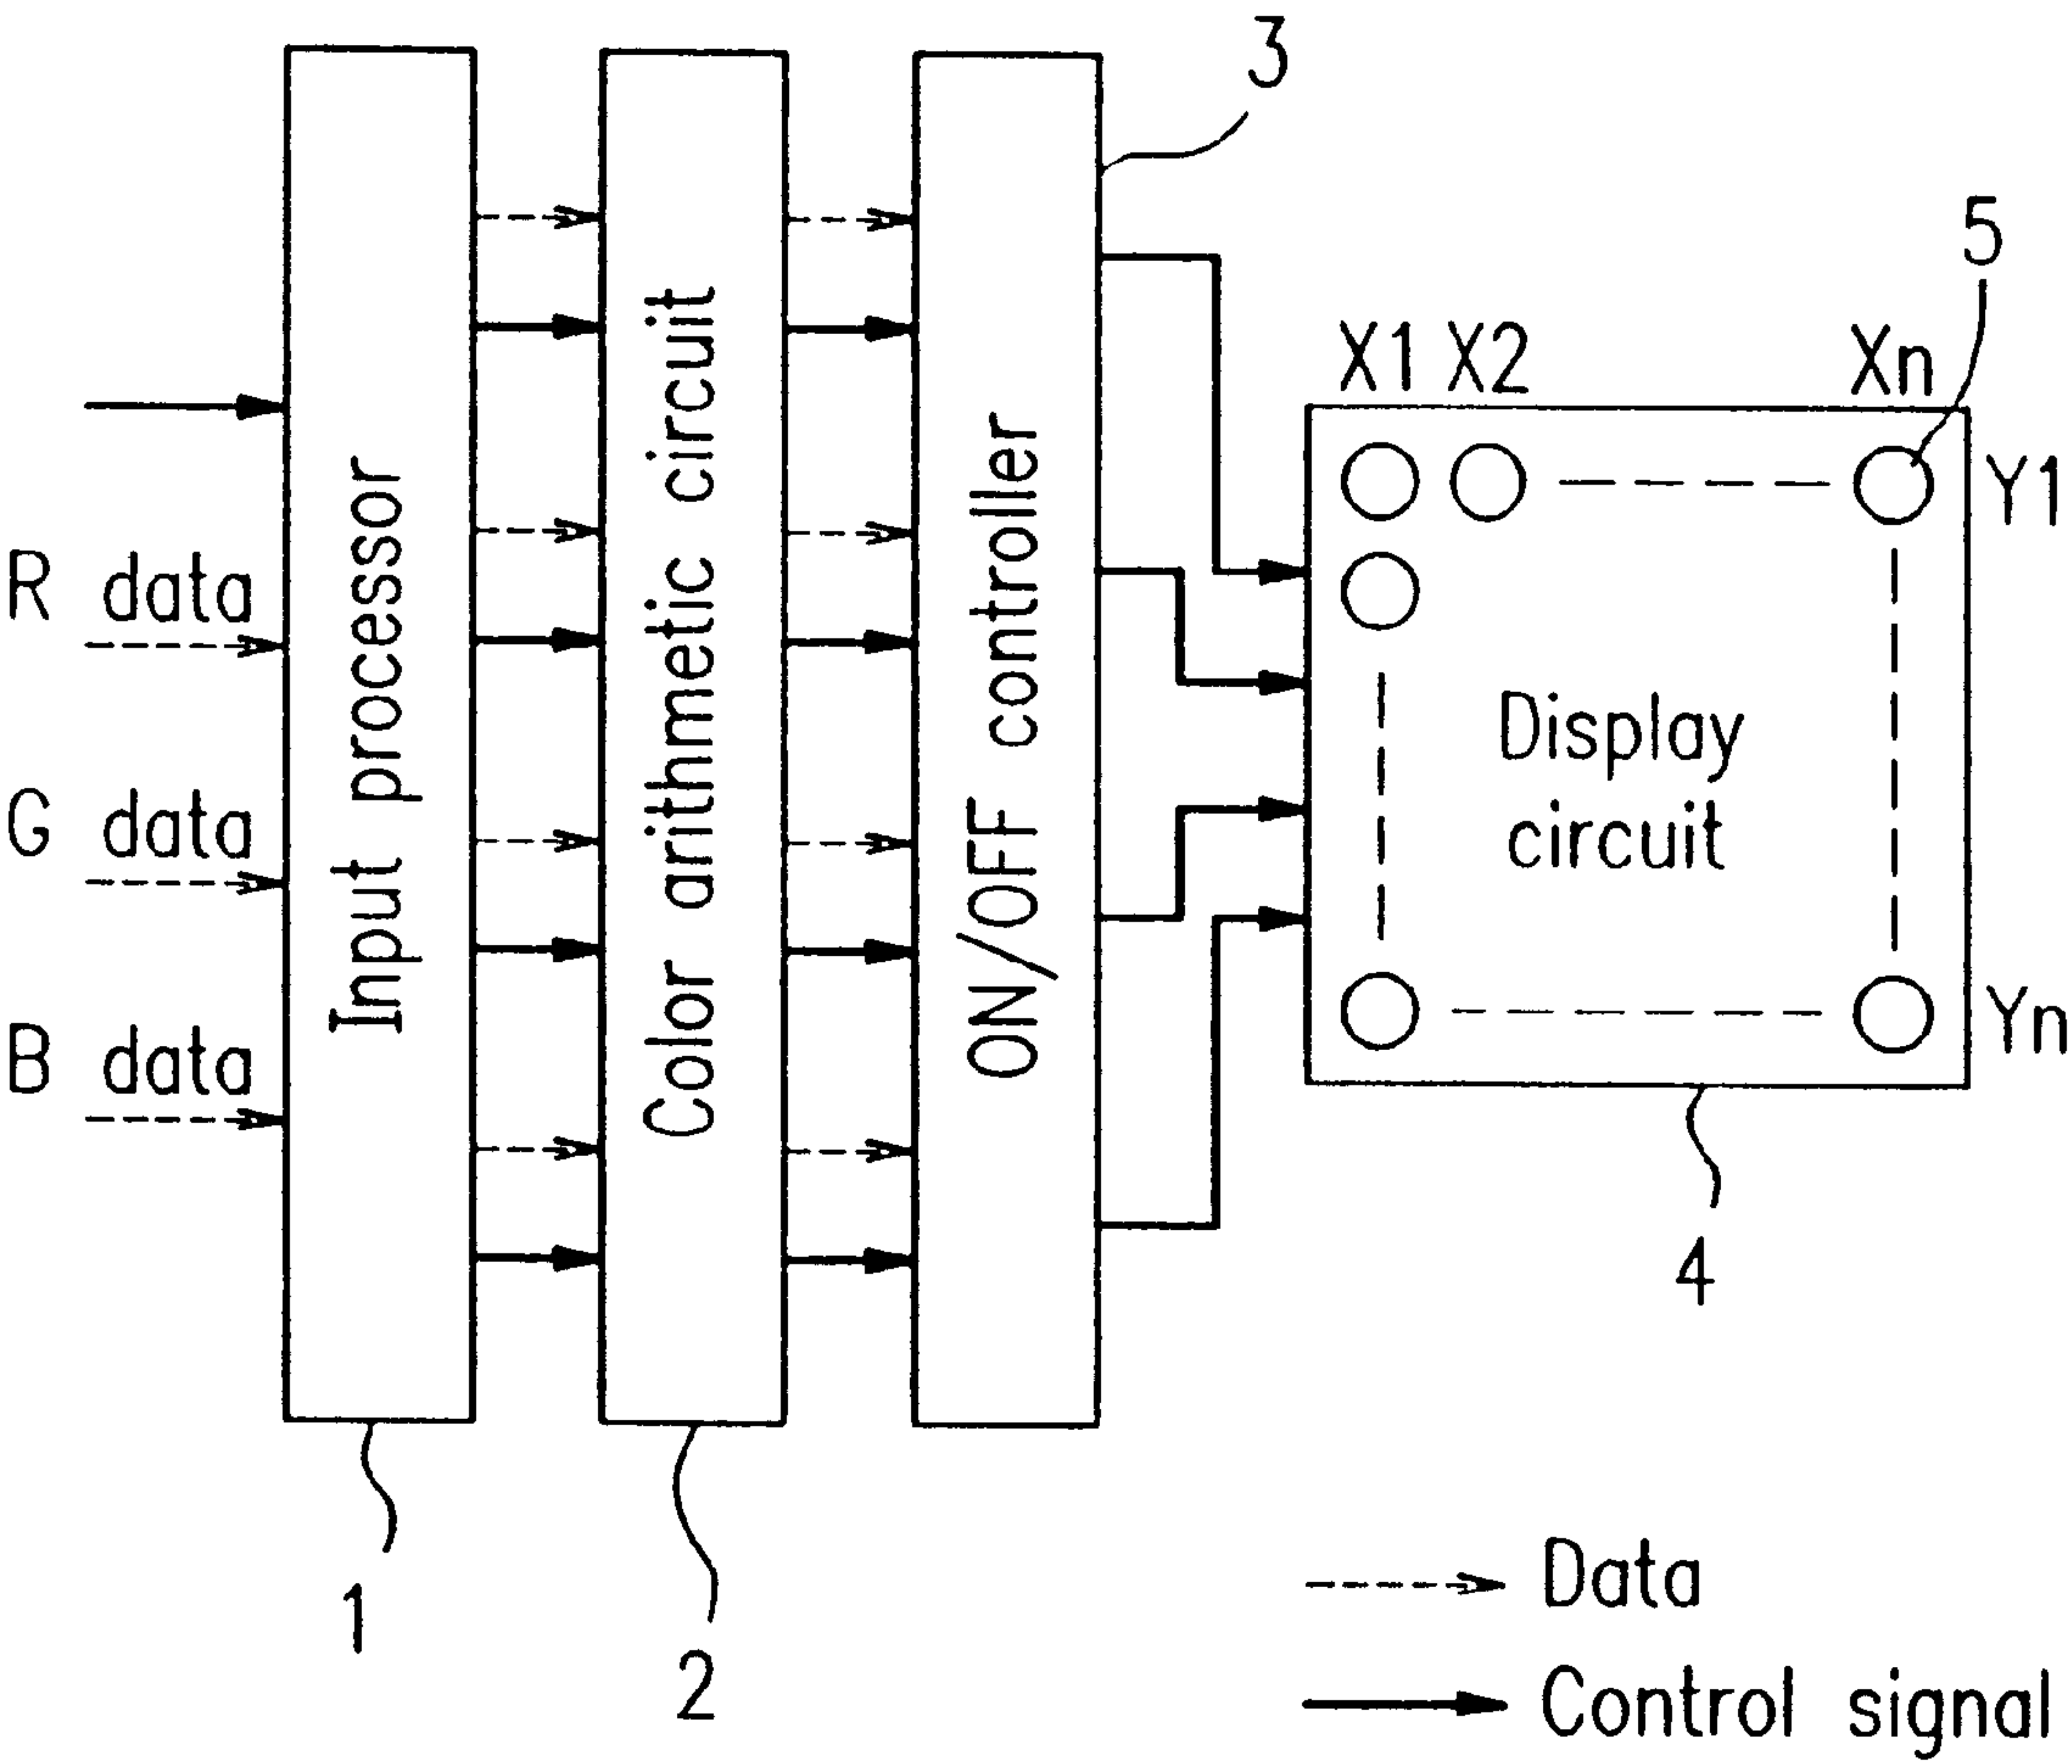 3
5
X1 X2 Xn
Y1
R data
G data
B data
Input processor
Color arithmetic circuit
ON/OFF controller
Display
circuit
Yn
4
1
2
Data
Control signal